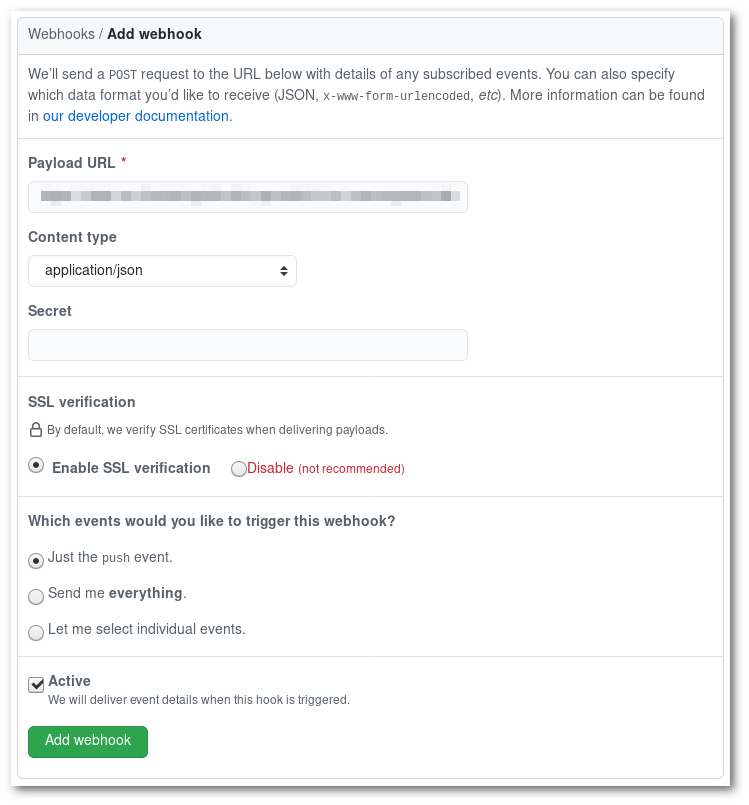 Webhooks / Add webhook
We'll send a POST request to the URL below with details of any subscribed events. You can also specify
which data format you'd like to receive (JSON, x-www-form-urlencoded, etc). More information can be found
in our developer documentation.
Payload URL *
Content type
application/json
Secret
SSL verification
By default, we verify SSL certificates when delivering payloads.
Enable SSL verification Disable (not recommended)
Which events would you like to trigger this webhook?
Just the push event.
Send me everything.
Let me select individual events.
Active
We will deliver event details when this hook is triggered.
Add webhook